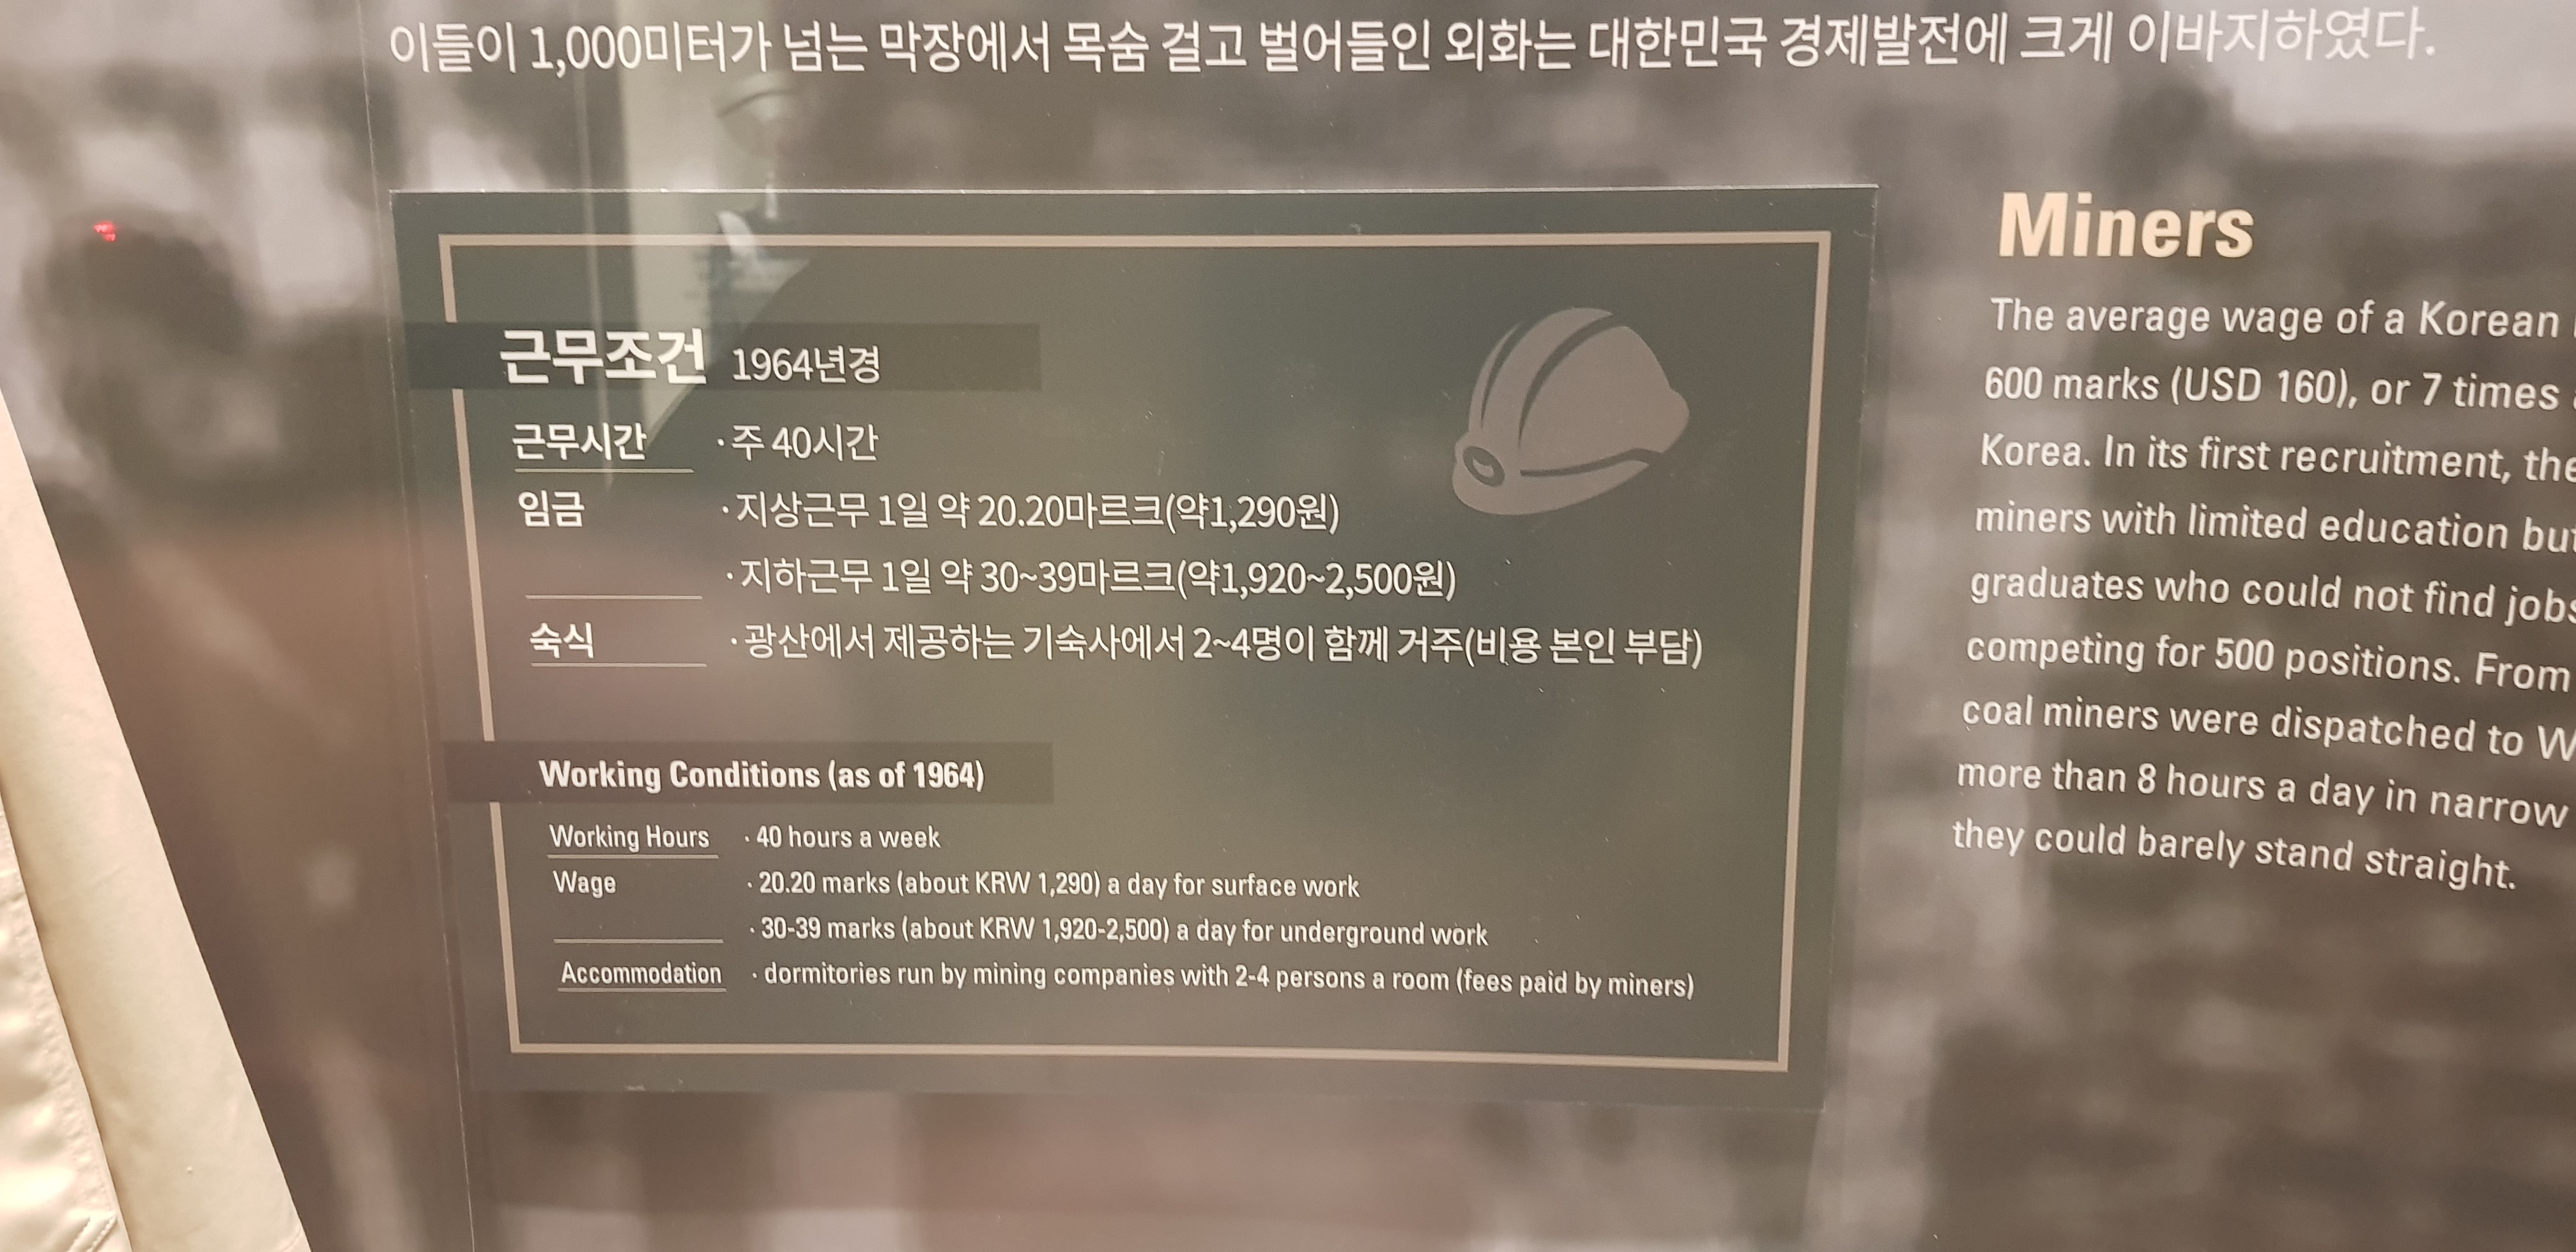 이들이 1,000미터가 넘는 막장에서 목숨 걸고 벌어들인 외화는 대한민국 경제발전에 크게 이바지하였다.
근무조건 1964년경
근무시간 · 주 40시간
임금 · 지상근무 1일 약 20.20마르크(약1,290원)
· 지하근무 1일 약 30~39마르크(약1,920~2,500원)
숙식 · 광산에서 제공하는 기숙사에서 2~4명이 함께 거주(비용 본인 부담)
Working Conditions (as of 1964)
Working Hours · 40 hours a week
Wage · 20.20 marks (about KRW 1,290) a day for surface work
· 30-39 marks (about KRW 1,920-2,500) a day for underground work
Accommodation · dormitories run by mining companies with 2-4 persons a room (fees paid by miners)
Miners
The average wage of a Korean
600 marks (USD 160), or 7 times
Korea. In its first recruitment, the
miners with limited education but
graduates who could not find jobs
competing for 500 positions. From
coal miners were dispatched to W
more than 8 hours a day in narrow
they could barely stand straight.